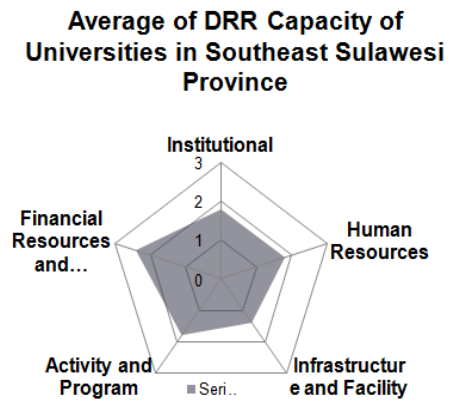 Average of DRR Capacity of
Universities in Southeast Sulawesi
Province
Institutional
3
2
1
0
Human
Resources
Infrastructur
e and Facility
Activity and
Program
Financial
Resources
and...
Seri..